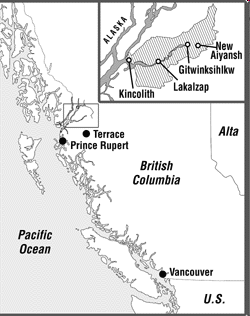 ALASKA
New
Aiyansh
Gitwinksihlkw
Lakalzap
Kincolith
Terrace
Prince Rupert
Alta
British
Columbia
Pacific
Ocean
Vancouver
U.S.